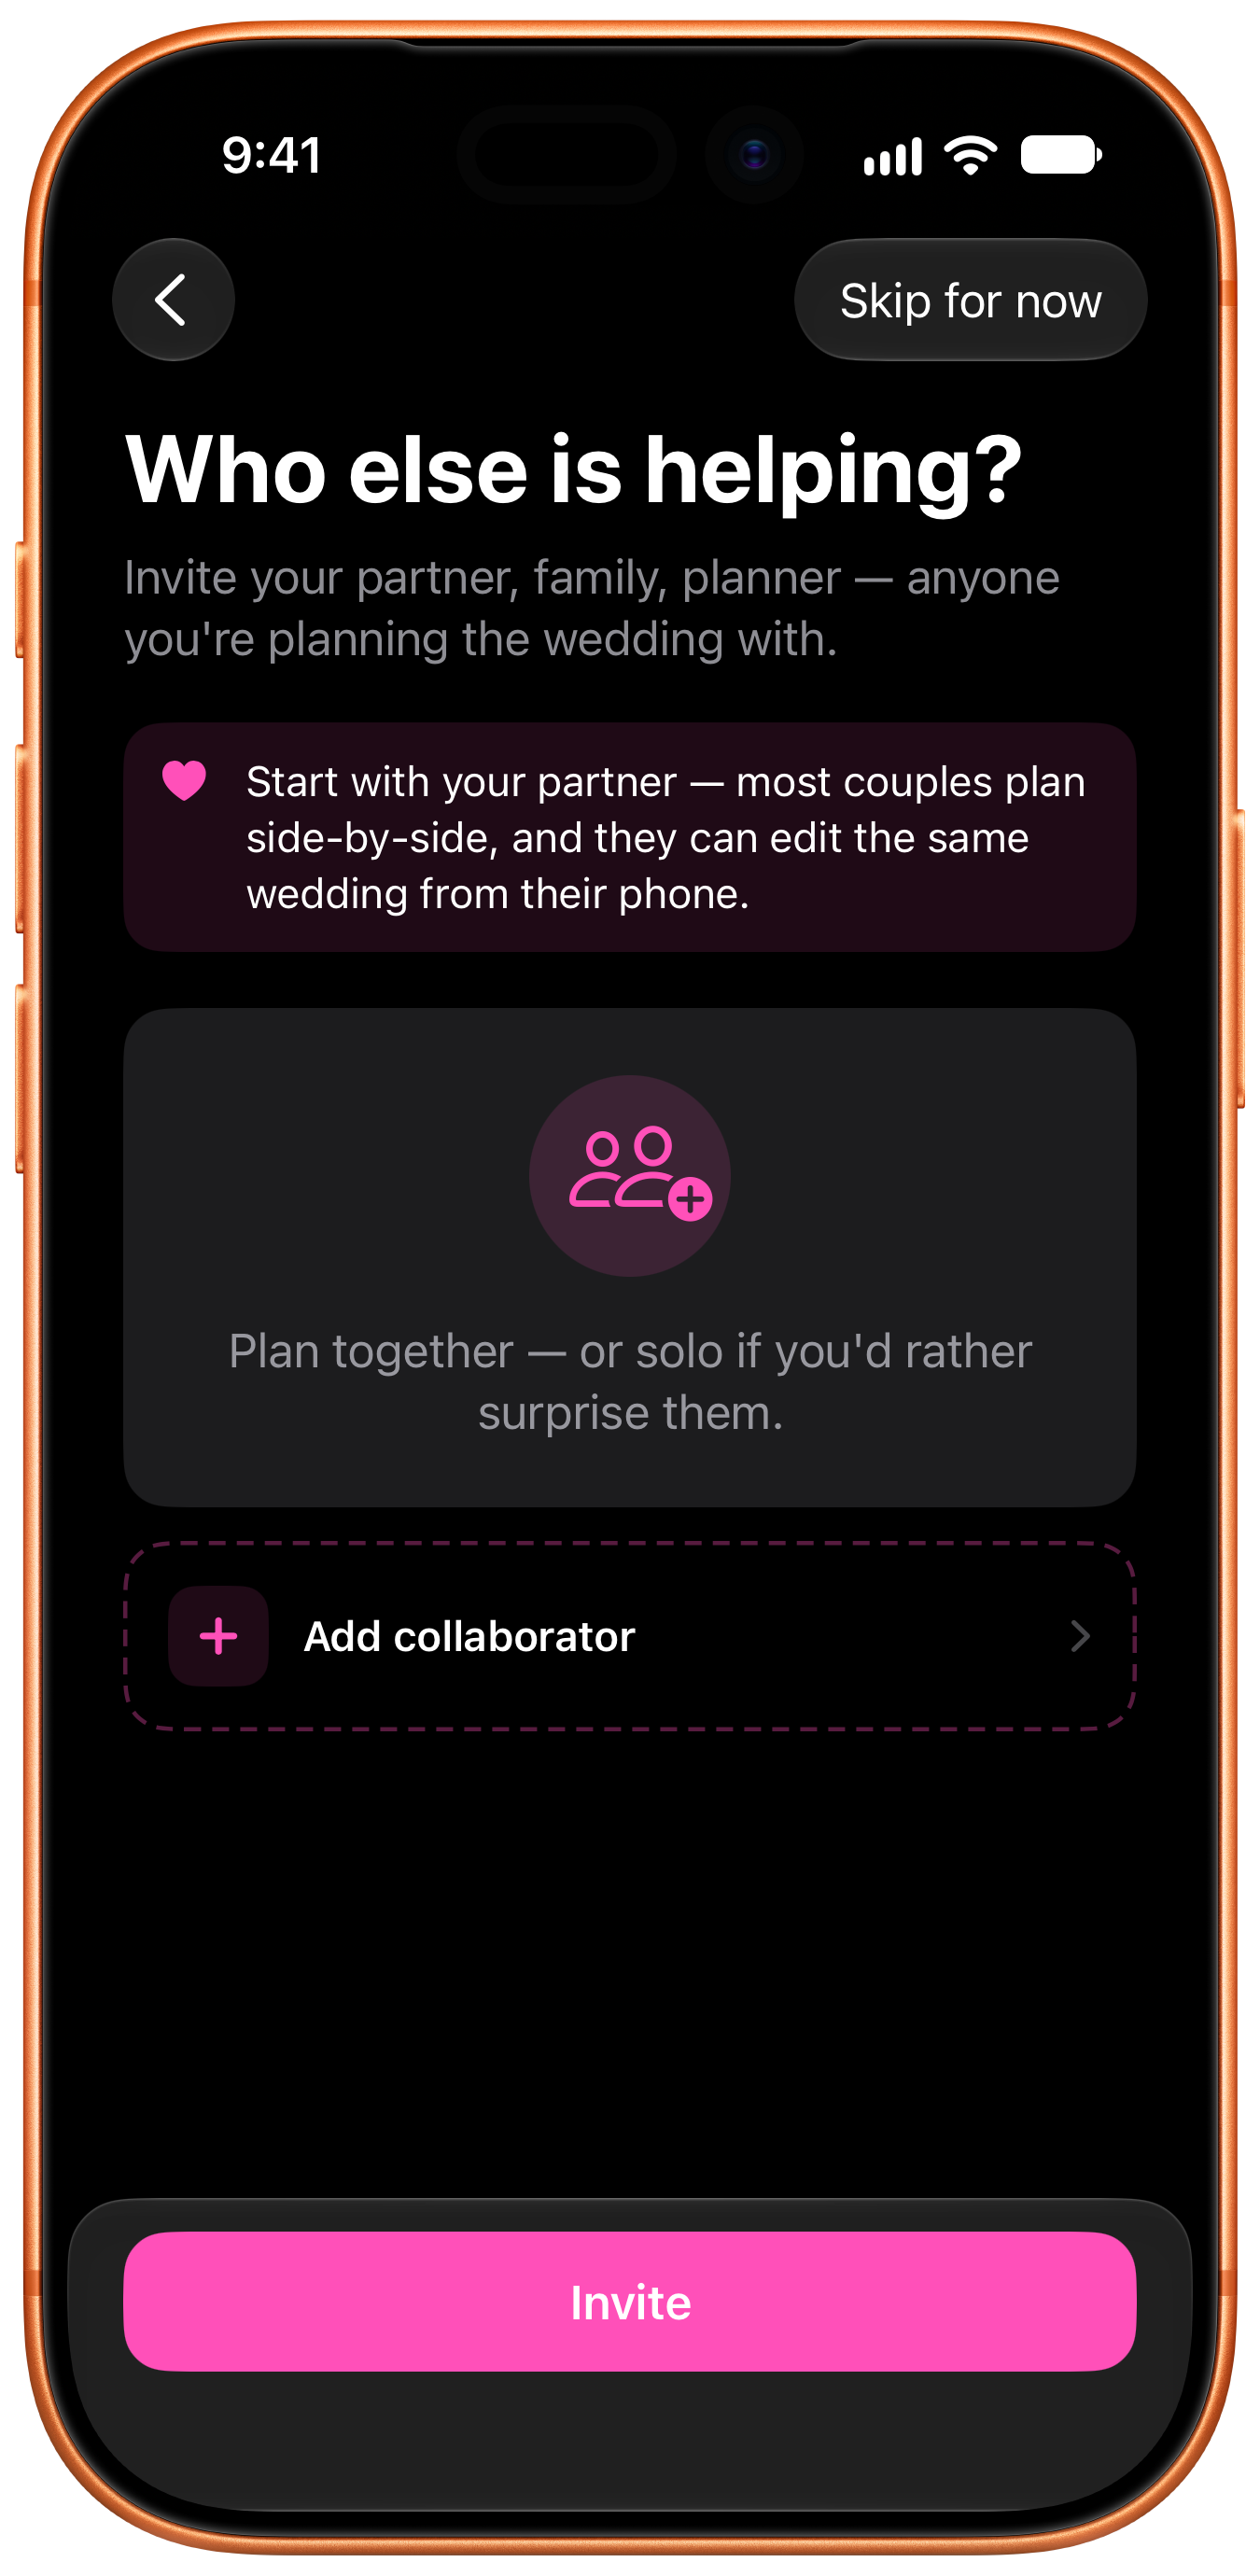 9:41
Skip for now
Who else is helping?
Invite your partner, family, planner — anyone
you're planning the wedding with.
Start with your partner — most couples plan
side-by-side, and they can edit the same
wedding from their phone.
Plan together — or solo if you'd rather
surprise them.
Add collaborator
Invite